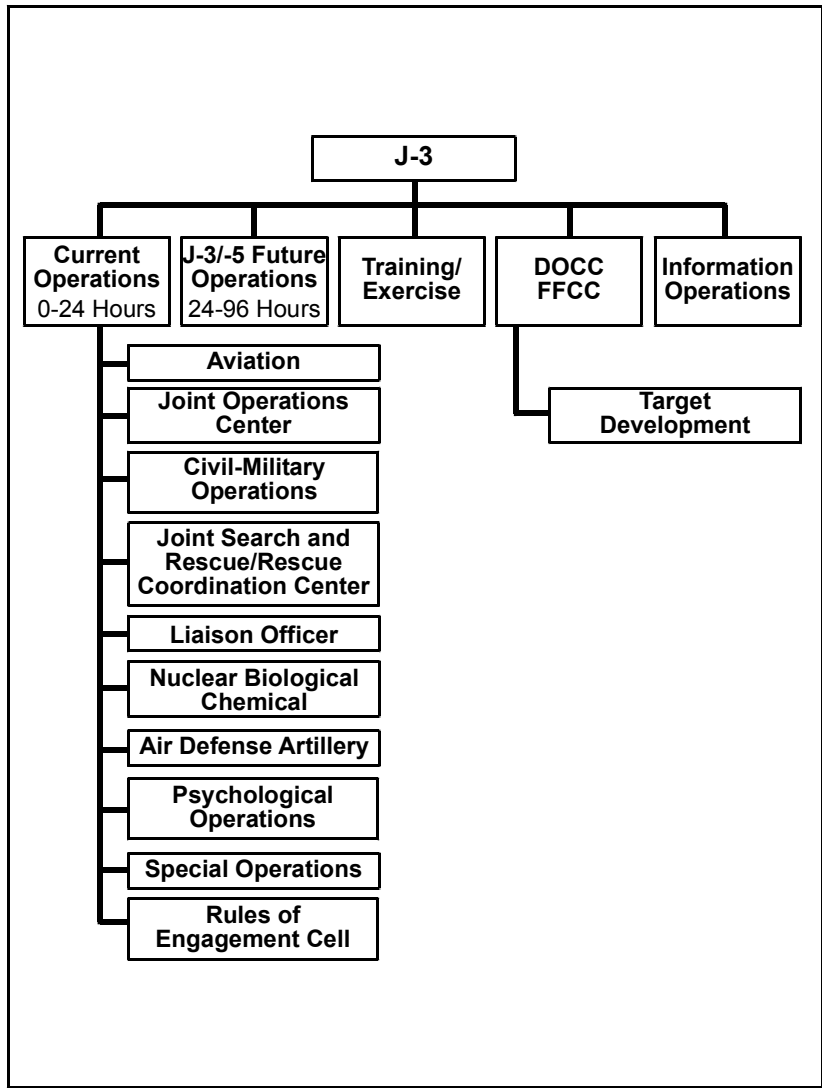 J-3
Current
Operations
0-24 Hours
J-3/-5 Future
Operations
24-96 Hours
Training/
Exercise
DOCC
FFCC
Information
Operations
Aviation
Joint Operations
Center
Civil-Military
Operations
Joint Search and
Rescue/Rescue
Coordination Center
Liaison Officer
Nuclear Biological
Chemical
Air Defense Artillery
Psychological
Operations
Special Operations
Rules of
Engagement Cell
Target
Development